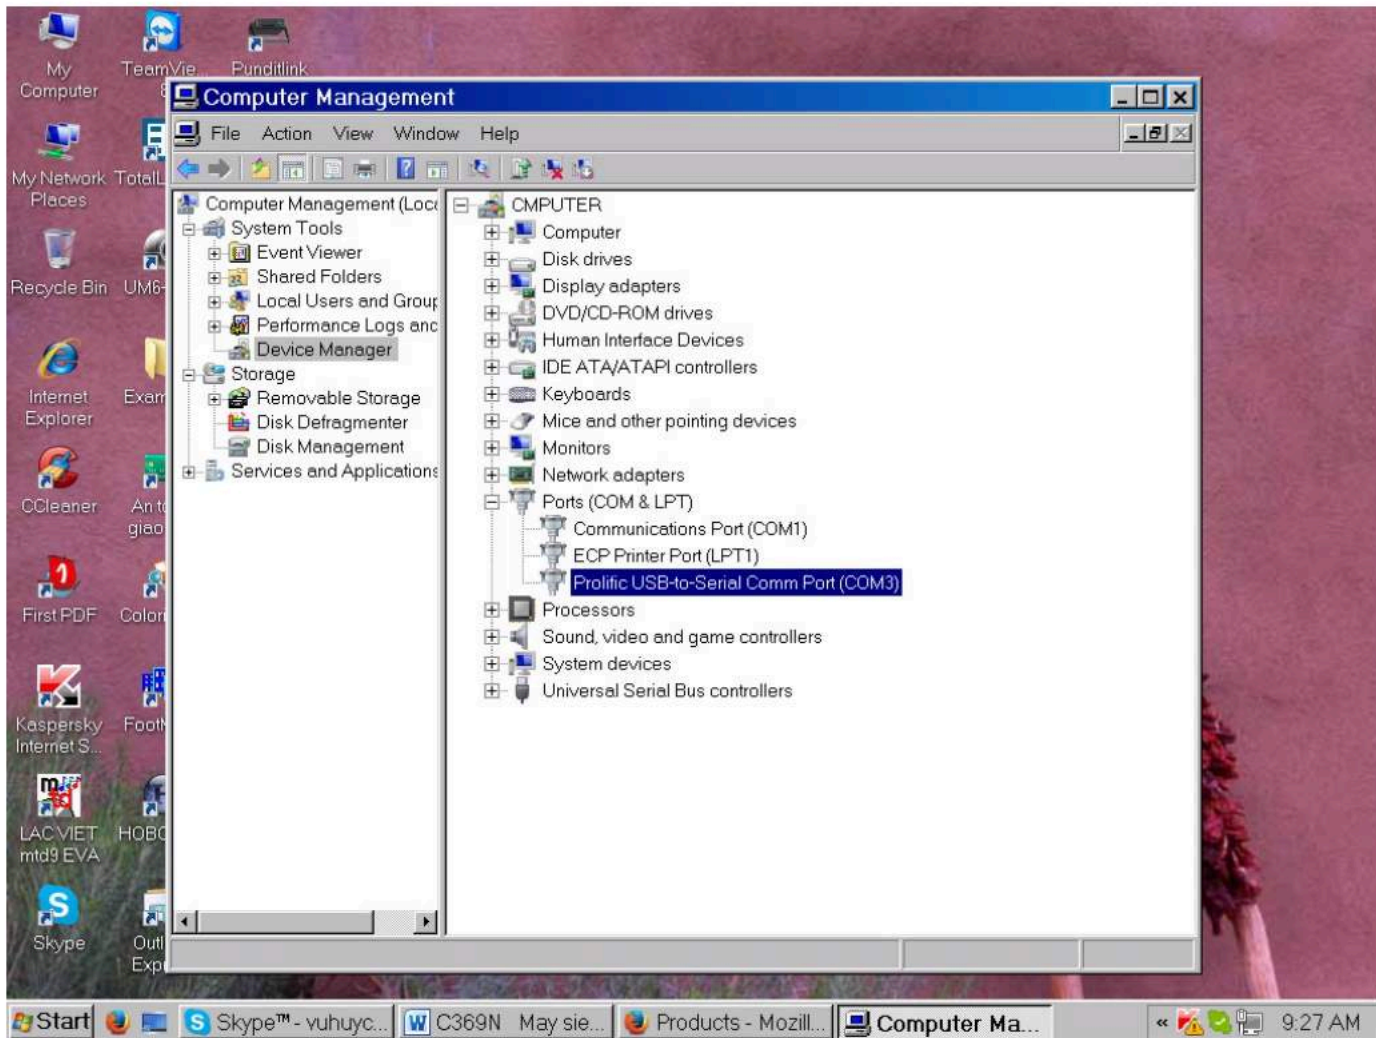 My
Computer
TeamVie...
Punditlink
My Network
Places
Recycle Bin
Internet
Explorer
CCleaner
First PDF
Kaspersky
Internet S...
LAC VIET
mtd9 EVA
Skype
Computer Management
File Action View Window Help
Computer Management (Loca
System Tools
Event Viewer
Shared Folders
Local Users and Group
Performance Logs and
Device Manager
Storage
Removable Storage
Disk Defragmenter
Disk Management
Services and Applications
CMPUTER
Computer
Disk drives
Display adapters
DVD/CD-ROM drives
Human Interface Devices
IDE ATA/ATAPI controllers
Keyboards
Mice and other pointing devices
Monitors
Network adapters
Ports (COM & LPT)
Communications Port (COM1)
ECP Printer Port (LPT1)
Prolific USB-to-Serial Comm Port (COM3)
Processors
Sound, video and game controllers
System devices
Universal Serial Bus controllers
Start Skype™ - vuhuyc... C369N May sie... Products - Mozill... Computer Ma... « 9:27 AM